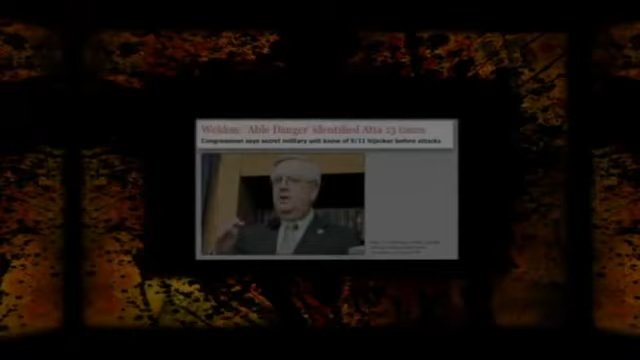 Weldon: 'Able Danger' identified Atta 13 times
Congressman says secret military unit knew of 9/11 hijacker before attacks